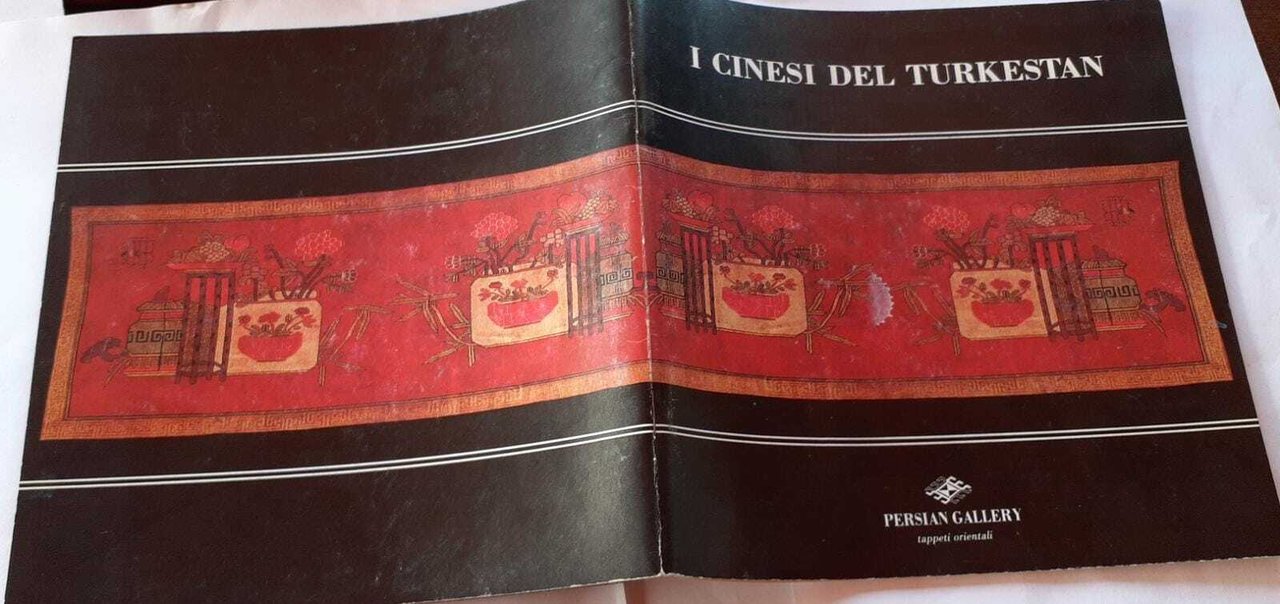 I CINESI DEL TURKESTAN
PERSIAN GALLERY
tappeti orientali